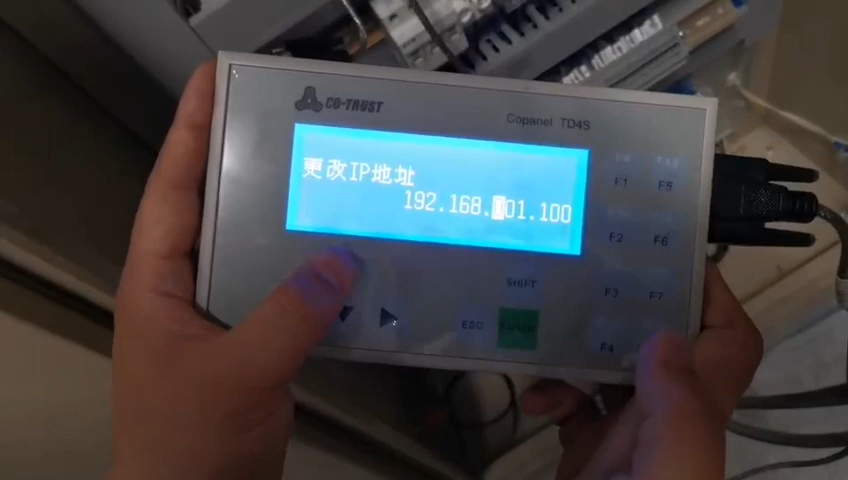 CO-TRUST
Copanel TD4S
更改IP地址
192.168.001.100
F1
F5
F2
F6
SHIFT
F3
F7
ESC
F4